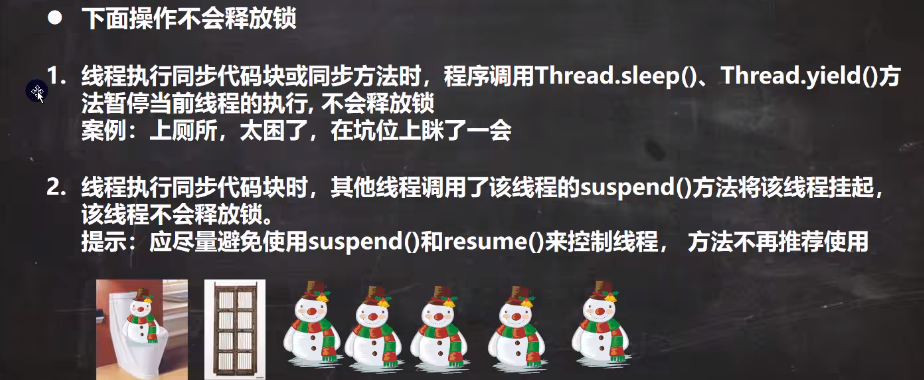 ● 下面操作不会释放锁
1. 线程执行同步代码块或同步方法时，程序调用Thread.sleep()、Thread.yield()方
法暂停当前线程的执行, 不会释放锁
案例：上厕所，太困了，在坑位上眯了一会
2. 线程执行同步代码块时，其他线程调用了该线程的suspend()方法将该线程挂起，
该线程不会释放锁。
提示：应尽量避免使用suspend()和resume()来控制线程， 方法不再推荐使用